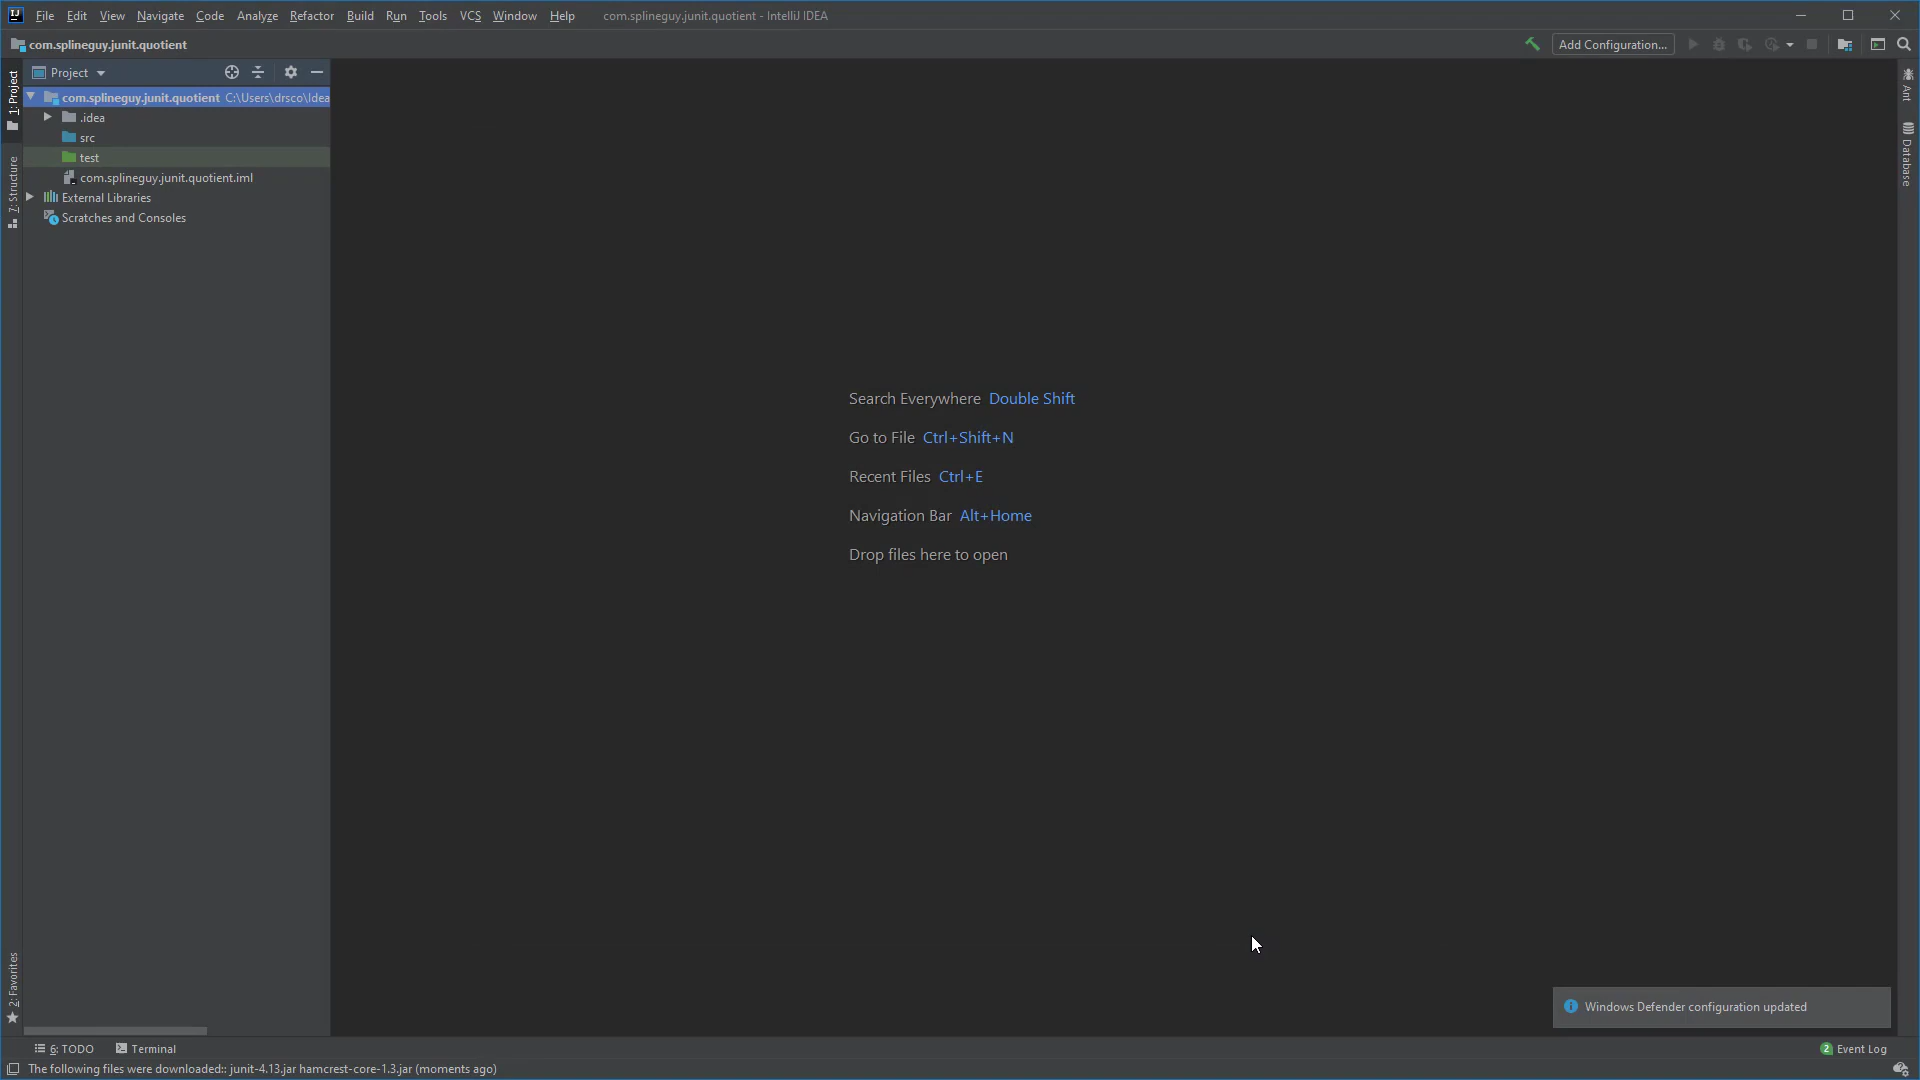 File Edit View Navigate Code Analyze Refactor Build Run Tools VCS Window Help com.splineguy.junit.quotient - IntelliJ IDEA
com.splineguy.junit.quotient
Add Configuration...
Project
com.splineguy.junit.quotient C:\Users\drsco\Idea
.idea
src
test
com.splineguy.junit.quotient.iml
External Libraries
Scratches and Consoles
1: Project
7: Structure
2: Favorites
Ant
Database
Search Everywhere Double Shift
Go to File Ctrl+Shift+N
Recent Files Ctrl+E
Navigation Bar Alt+Home
Drop files here to open
Windows Defender configuration updated
6: TODO Terminal
2 Event Log
The following files were downloaded:: junit-4.13.jar hamcrest-core-1.3.jar (moments ago)